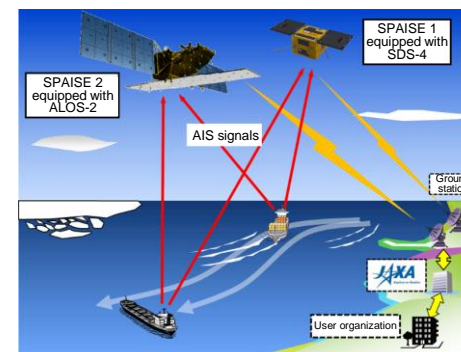 SPAISE 1
equipped with
SDS-4
SPAISE 2
equipped with
ALOS-2
AIS signals
JAXA
User organization